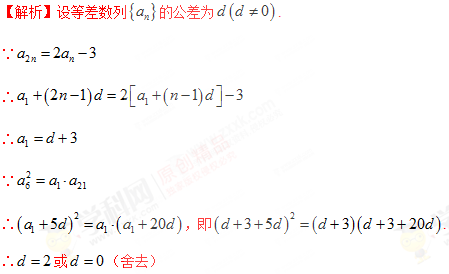 【解析】设等差数列{aₙ}的公差为d(d≠0).
∵a₂ₙ=2aₙ−3
∴a₁+(2n−1)d=2[a₁+(n−1)d]−3
∴a₁=d+3
∵a₆²=a₁·a₂₁
∴(a₁+5d)²=a₁·(a₁+20d)，即(d+3+5d)²=(d+3)(d+3+20d).
∴d=2或d=0（舍去）